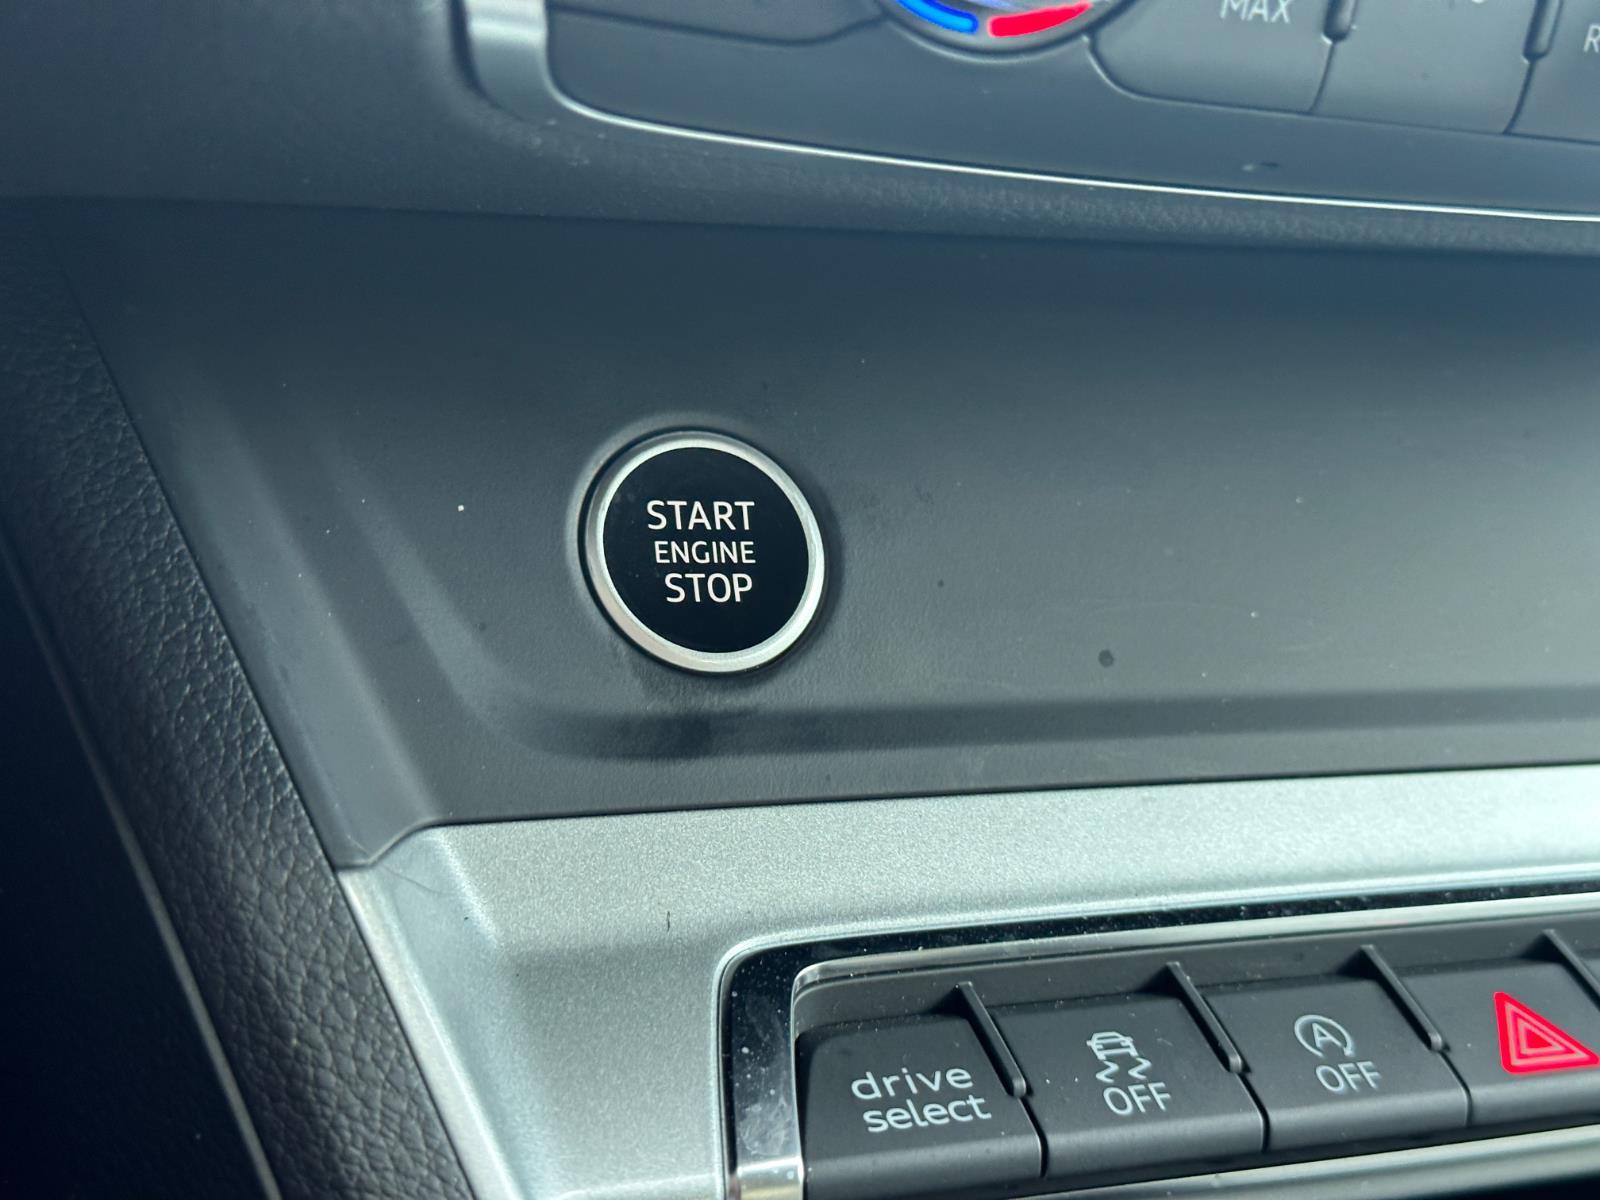 MAX
START
ENGINE
STOP
drive
select
OFF
A
OFF